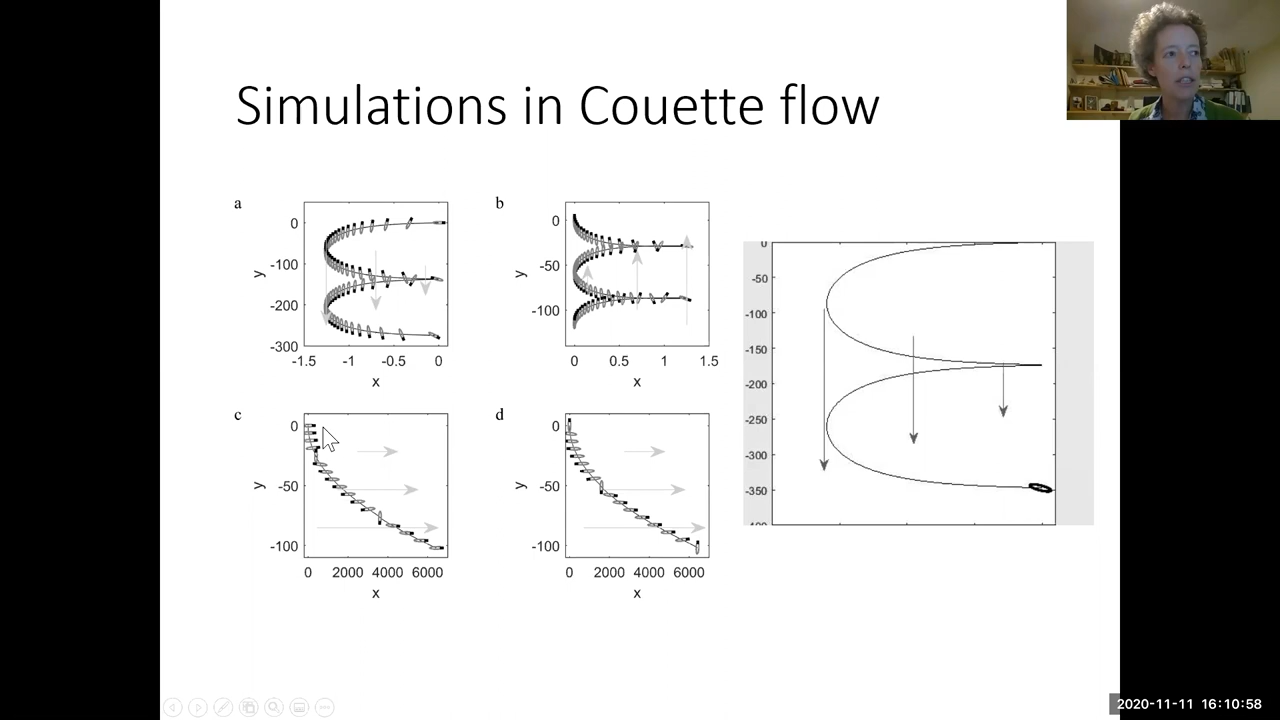 Simulations in Couette flow
a
0
-100
-200
-300
y
-1.5 -1 -0.5 0
x
b
0
-50
-100
y
0 0.5 1 1.5
x
0
-50
-100
-150
-200
-250
-300
-350
c
0
-50
-100
y
0 2000 4000 6000
x
d
0
-50
-100
y
0 2000 4000 6000
x
2020-11-11 16:10:58